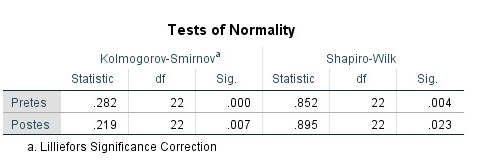 Tests of Normality
Kolmogorov-Smirnovᵃ Shapiro-Wilk
Statistic df Sig. Statistic df Sig.
Pretes .282 22 .000 .852 22 .004
Postes .219 22 .007 .895 22 .023
a. Lilliefors Significance Correction